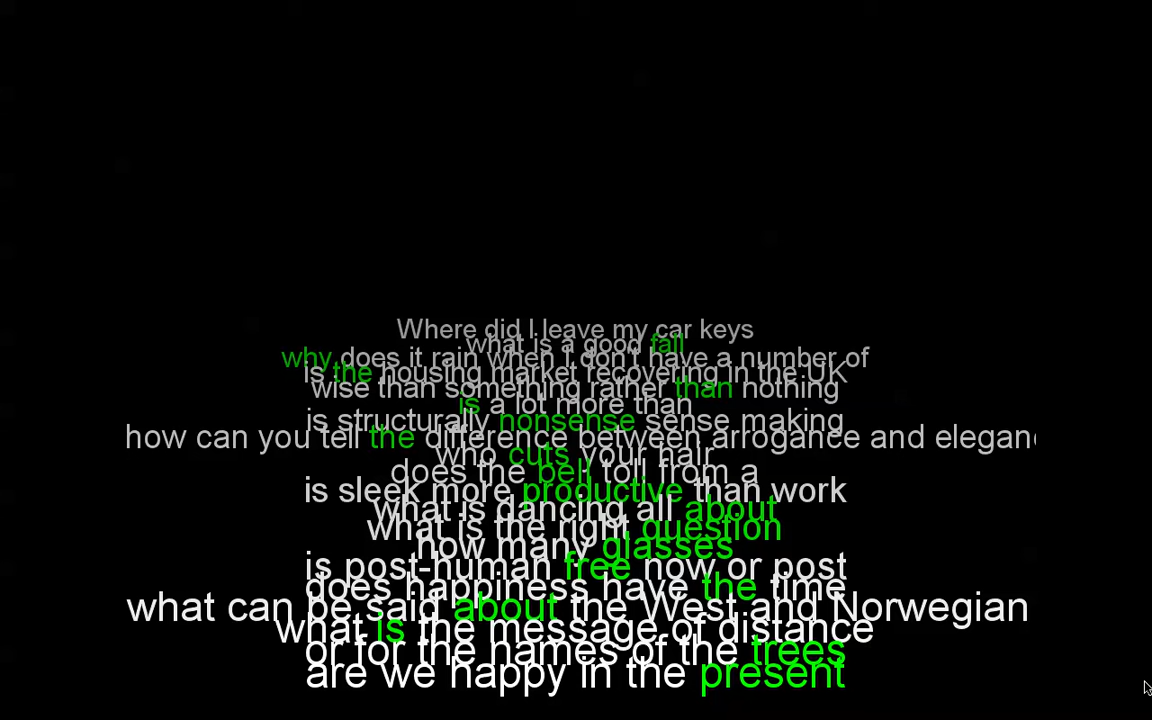 Where did I leave my car keys
what is a good fall
why does it rain when I don't have a number of
is the housing market recovering in the UK
wise than something rather than nothing
is a lot more than
is structurally nonsense sense making
how can you tell the difference between arrogance and eleganc
who cuts your hair
does the bell toll from a
is sleek more productive than work
what is dancing all about
what is the right question
how many glasses
is post-human free now or post
does happiness have the time
what can be said about the West and Norwegian
what is the message of distance
or for the names of the trees
are we happy in the present